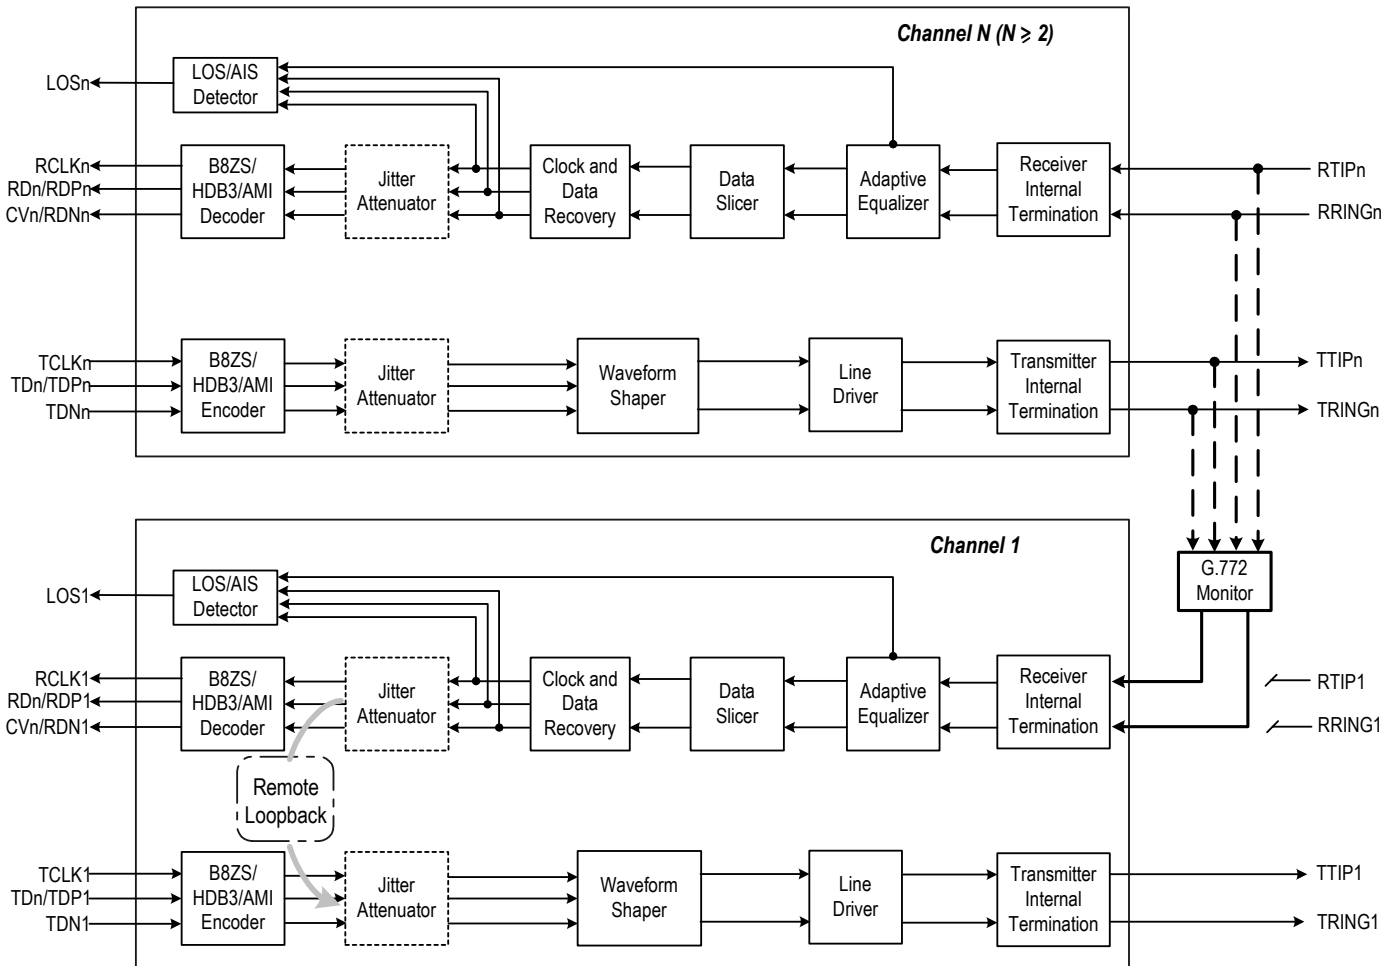 Channel N (N ⩾ 2)
LOSn
LOS/AIS
Detector
RCLKn
RDn/RDPn
CVn/RDNn
B8ZS/
HDB3/AMI
Decoder
Jitter
Attenuator
Clock and
Data
Recovery
Data
Slicer
Adaptive
Equalizer
Receiver
Internal
Termination
RTIPn
RRINGn
TCLKn
TDn/TDPn
TDNn
B8ZS/
HDB3/AMI
Encoder
Jitter
Attenuator
Waveform
Shaper
Line
Driver
Transmitter
Internal
Termination
TTIPn
TRINGn
Channel 1
G.772
Monitor
LOS1
LOS/AIS
Detector
RCLK1
RDn/RDP1
CVn/RDN1
B8ZS/
HDB3/AMI
Decoder
Jitter
Attenuator
Clock and
Data
Recovery
Data
Slicer
Adaptive
Equalizer
Receiver
Internal
Termination
RTIP1
RRING1
Remote
Loopback
TCLK1
TDn/TDP1
TDN1
B8ZS/
HDB3/AMI
Encoder
Jitter
Attenuator
Waveform
Shaper
Line
Driver
Transmitter
Internal
Termination
TTIP1
TRING1